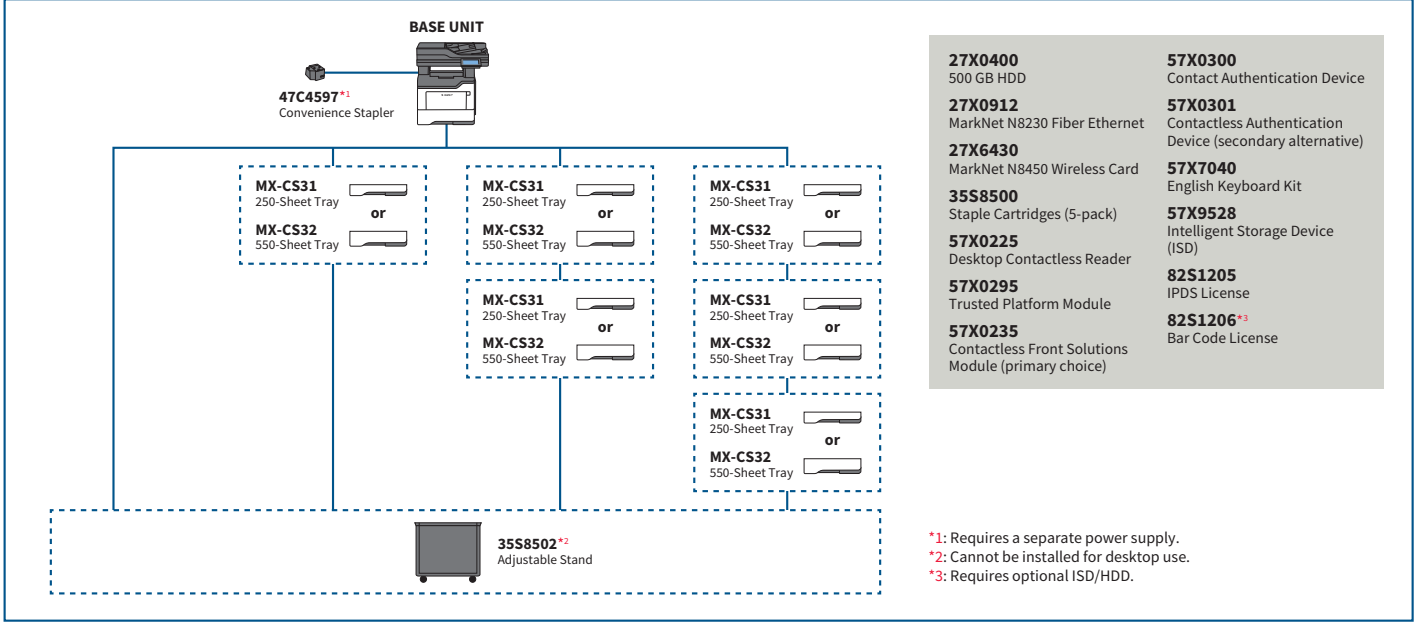 BASE UNIT
47C4597*1
Convenience Stapler
MX-CS31
250-Sheet Tray
or
MX-CS32
550-Sheet Tray
MX-CS31
250-Sheet Tray
or
MX-CS32
550-Sheet Tray
MX-CS31
250-Sheet Tray
or
MX-CS32
550-Sheet Tray
MX-CS31
250-Sheet Tray
or
MX-CS32
550-Sheet Tray
MX-CS31
250-Sheet Tray
or
MX-CS32
550-Sheet Tray
MX-CS31
250-Sheet Tray
or
MX-CS32
550-Sheet Tray
35S8502*2
Adjustable Stand
27X0400
500 GB HDD
27X0912
MarkNet N8230 Fiber Ethernet
27X6430
MarkNet N8450 Wireless Card
35S8500
Staple Cartridges (5-pack)
57X0225
Desktop Contactless Reader
57X0295
Trusted Platform Module
57X0235
Contactless Front Solutions
Module (primary choice)
57X0300
Contact Authentication Device
57X0301
Contactless Authentication
Device (secondary alternative)
57X7040
English Keyboard Kit
57X9528
Intelligent Storage Device
(ISD)
82S1205
IPDS License
82S1206*3
Bar Code License
*1: Requires a separate power supply.
*2: Cannot be installed for desktop use.
*3: Requires optional ISD/HDD.